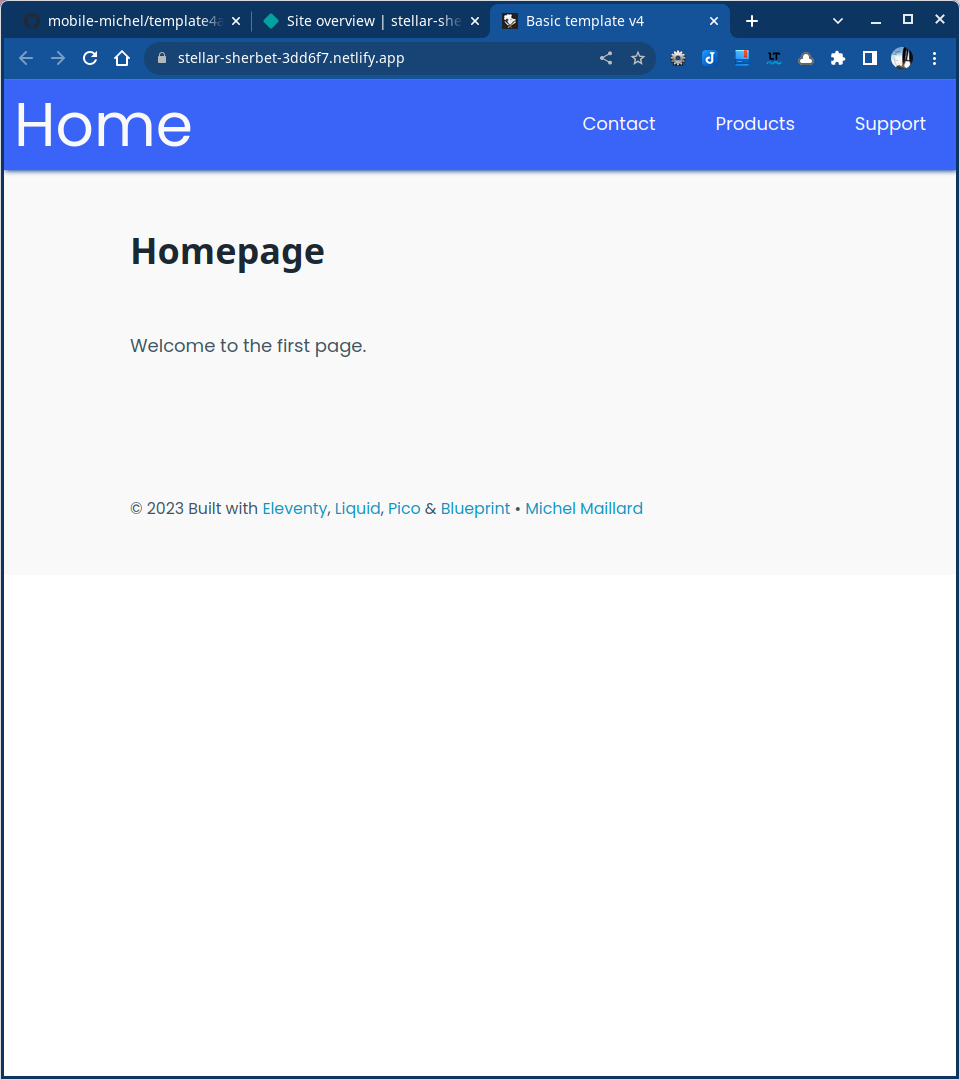 mobile-michel/template4a
Site overview | stellar-she
Basic template v4
stellar-sherbet-3dd6f7.netlify.app
LT
Home
Contact
Products
Support
Homepage
Welcome to the first page.
© 2023 Built with Eleventy, Liquid, Pico & Blueprint • Michel Maillard